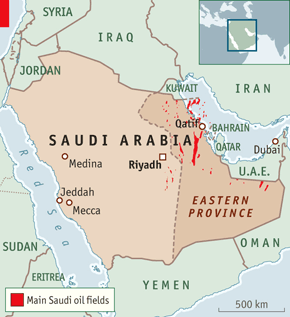 SYRIA
IRAQ
IRAN
JORDAN
KUWAIT
Qatif
BAHRAIN
SAUDI ARABIA
QATAR
Dubai
Medina
Riyadh
U.A.E.
Red Sea
Jeddah
Mecca
EASTERN
PROVINCE
SUDAN
OMAN
ERITREA
YEMEN
Main Saudi oil fields
500 km